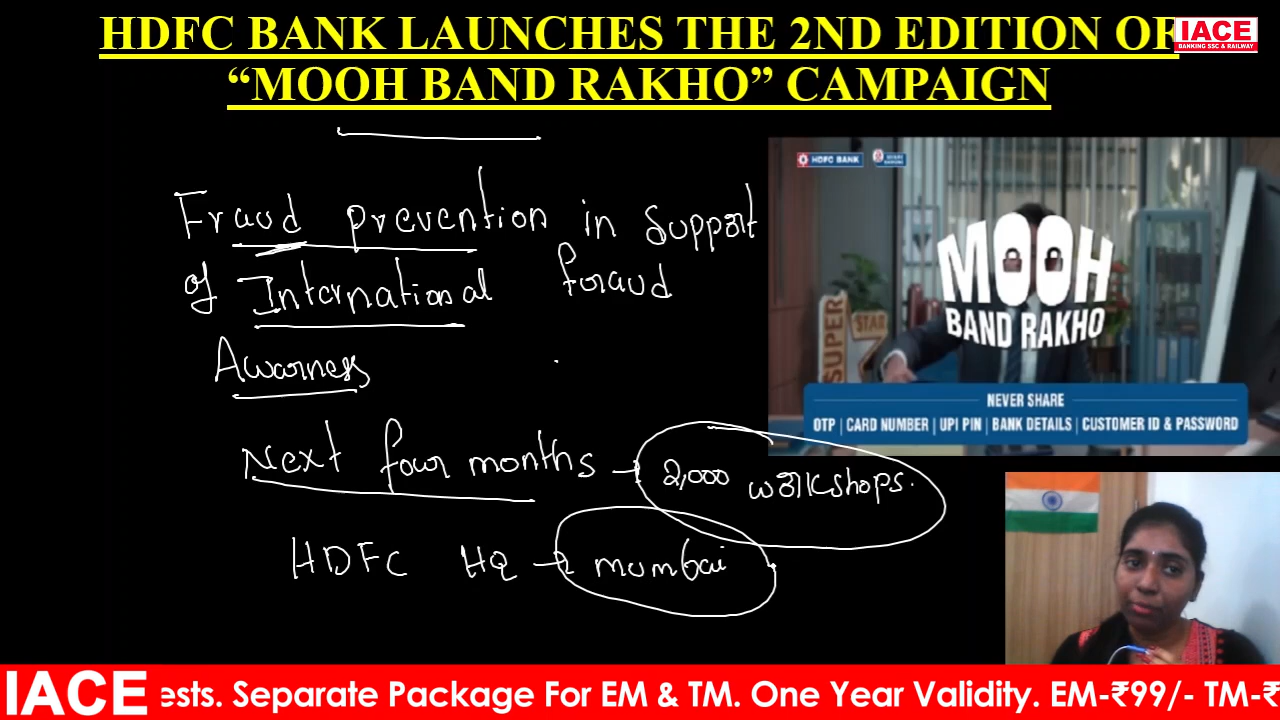 HDFC BANK LAUNCHES THE 2ND EDITION OF
IACE
BANKING SSC & RAILWAY
“MOOH BAND RAKHO” CAMPAIGN
HDFC BANK
Fraud prevention in Support
of International foraud
Awarness
MOOH
BAND RAKHO
SUPER
STAR
NEVER SHARE
OTP | CARD NUMBER | UPI PIN | BANK DETAILS | CUSTOMER ID & PASSWORD
Next four months → 2,000 workshops.
HDFC HQ → mumbai
IACE
ests. Separate Package For EM & TM. One Year Validity. EM-₹99/- TM-₹